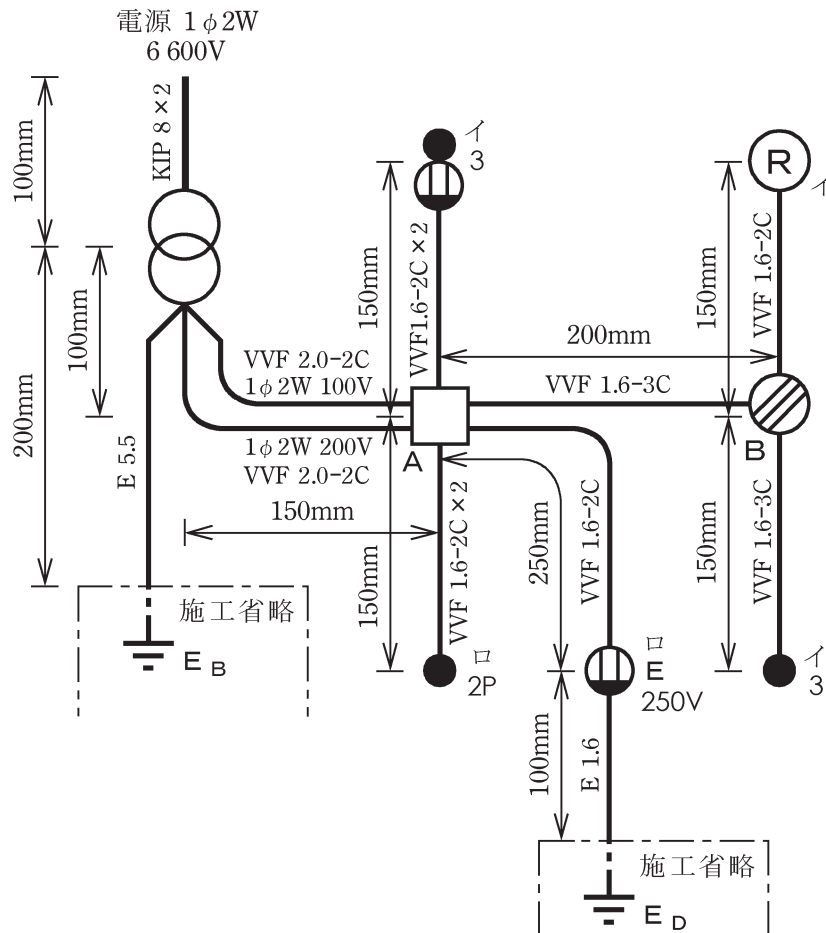 電源 1φ2W
6 600V
KIP 8×2
100mm
200mm
100mm
E 5.5
施工省略
E B
VVF 2.0-2C
1φ2W 100V
1φ2W 200V
VVF 2.0-2C
150mm
イ
3
150mm
VVF1.6-2C×2
A
150mm
VVF 1.6-2C×2
ロ
2P
200mm
VVF 1.6-3C
R
イ
150mm
VVF 1.6-2C
B
150mm
VVF 1.6-3C
イ
3
250mm
VVF 1.6-2C
ロ
E
250V
100mm
E 1.6
施工省略
E D